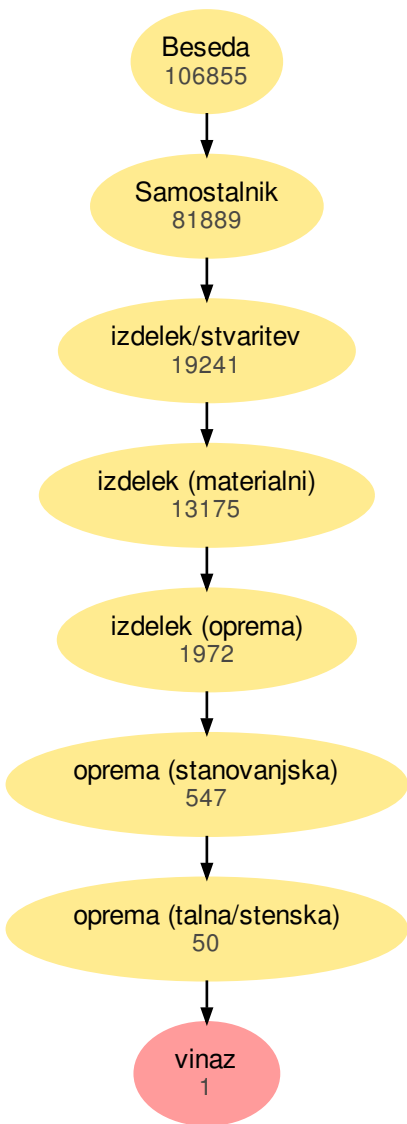 Beseda
106855
Samostalnik
81889
izdelek/stvaritev
19241
izdelek (materialni)
13175
izdelek (oprema)
1972
oprema (stanovanjska)
547
oprema (talna/stenska)
50
vinaz
1